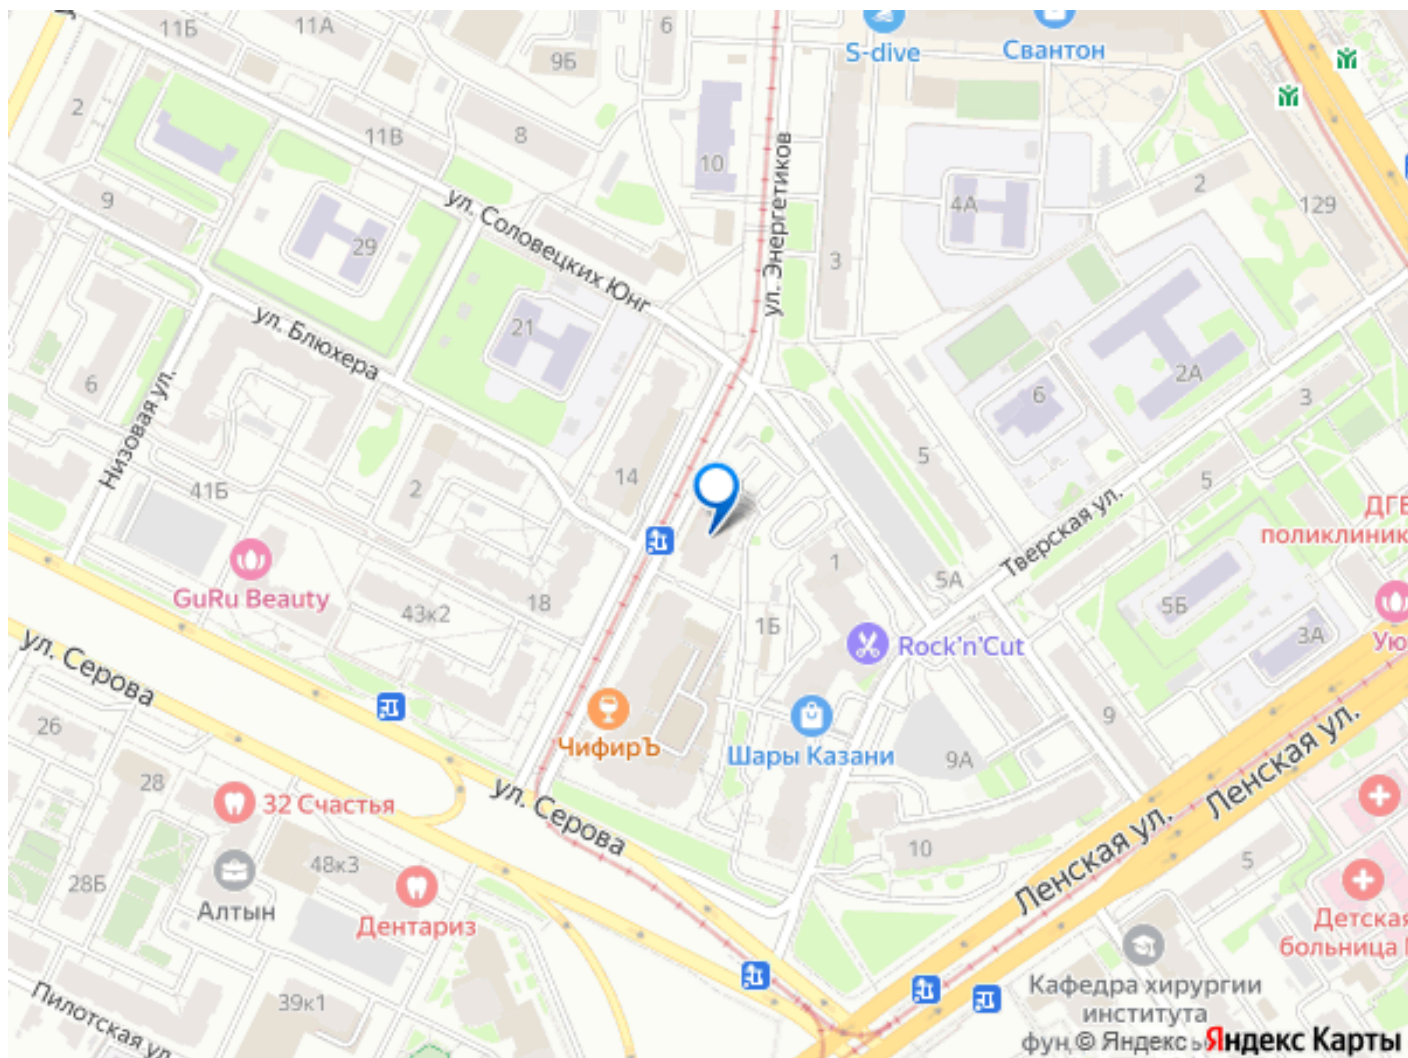 11Б
11А
6
S-dive
Свантон
9Б
2
11В
8
10
ул. Энергетиков
4А
2
129
9
29
ул. Соловецких Юнг
3
21
ул. Блюхера
2А
6
6
3
Низовая ул.
14
5
5
41Б
2
Тверская ул.
поликлиник
GuRu Beauty
1
5А
43к2
18
1Б
5Б
3А
Rock'n'Cut
ул. Серова
26
ЧифирЪ
Шары Казани
9
9А
Ленская ул.
28
32 Счастья
ул. Серова
Ленская ул.
10
5
48к3
28Б
Алтын
Дентариз
Детская
больница
39к1
Пилотская ул.
Кафедра хирургии
института
фун
© Яндекс
Яндекс Карты